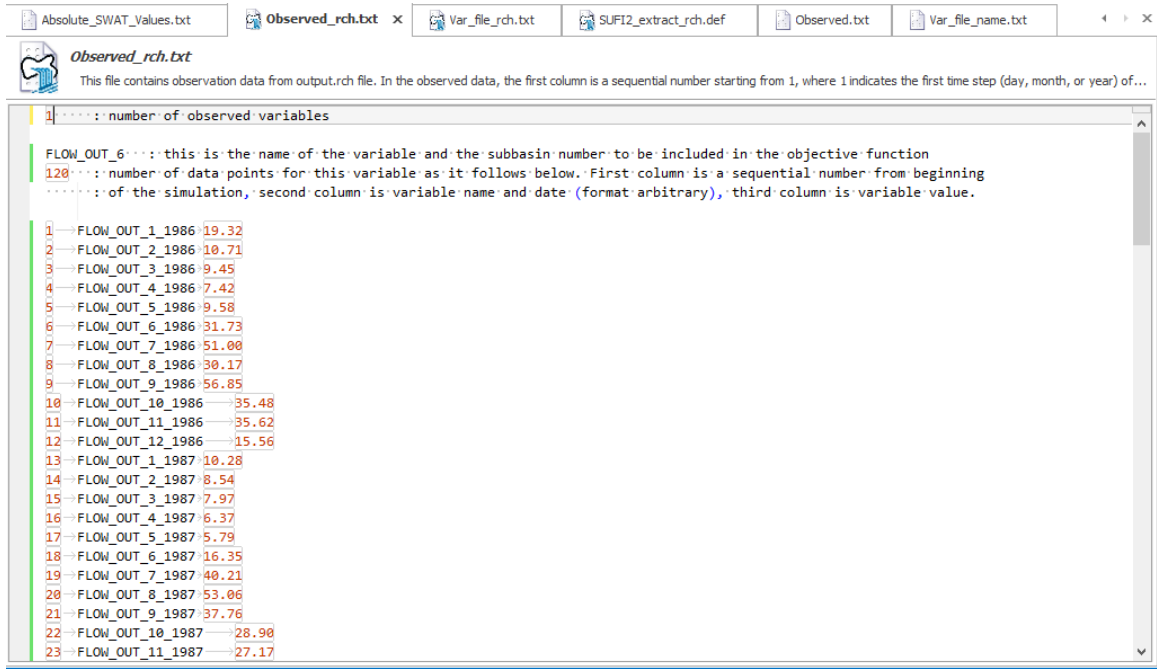 Absolute_SWAT_Values.txt
Observed_rch.txt x
Var_file_rch.txt
SUFI2_extract_rch.def
Observed.txt
Var_file_name.txt
Observed_rch.txt
This file contains observation data from output.rch file. In the observed data, the first column is a sequential number starting from 1, where 1 indicates the first time step (day, month, or year) of...
1 : number of observed variables
FLOW_OUT_6 : this is the name of the variable and the subbasin number to be included in the objective function
120 : number of data points for this variable as it follows below. First column is a sequential number from beginning
: of the simulation, second column is variable name and date (format arbitrary), third column is variable value.
1 FLOW_OUT_1_1986 19.32
2 FLOW_OUT_2_1986 10.71
3 FLOW_OUT_3_1986 9.45
4 FLOW_OUT_4_1986 7.42
5 FLOW_OUT_5_1986 9.58
6 FLOW_OUT_6_1986 31.73
7 FLOW_OUT_7_1986 51.00
8 FLOW_OUT_8_1986 30.17
9 FLOW_OUT_9_1986 56.85
10 FLOW_OUT_10_1986 35.48
11 FLOW_OUT_11_1986 35.62
12 FLOW_OUT_12_1986 15.56
13 FLOW_OUT_1_1987 10.28
14 FLOW_OUT_2_1987 8.54
15 FLOW_OUT_3_1987 7.97
16 FLOW_OUT_4_1987 6.37
17 FLOW_OUT_5_1987 5.79
18 FLOW_OUT_6_1987 16.35
19 FLOW_OUT_7_1987 40.21
20 FLOW_OUT_8_1987 53.06
21 FLOW_OUT_9_1987 37.76
22 FLOW_OUT_10_1987 28.90
23 FLOW_OUT_11_1987 27.17